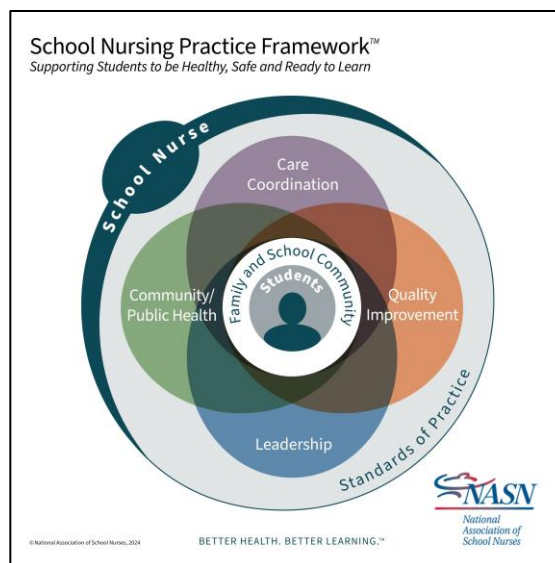 School Nursing Practice Framework™
Supporting Students to be Healthy, Safe and Ready to Learn
School Nurse
Care
Coordination
Family and School Community
Students
Community/
Public Health
Quality
Improvement
Leadership
Standards of Practice
NASN
National
Association of
School Nurses
© National Association of School Nurses, 2024
BETTER HEALTH. BETTER LEARNING.™